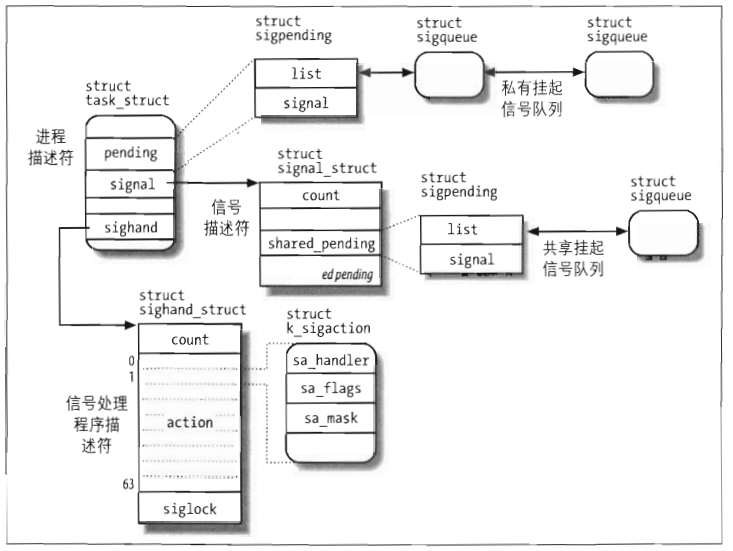 struct
sigpending
struct
sigqueue
struct
sigqueue
list
signal
私有挂起
信号队列
struct
task_struct
进程
描述符
pending
signal
sighand
struct
signal_struct
信号
描述符
count
shared_pending
ed pending
struct
sigpending
list
signal
struct
sigqueue
共享挂起
信号队列
struct
sighand_struct
count
0
1
信号处理
程序描
述符
action
63
siglock
struct
k_sigaction
sa_handler
sa_flags
sa_mask